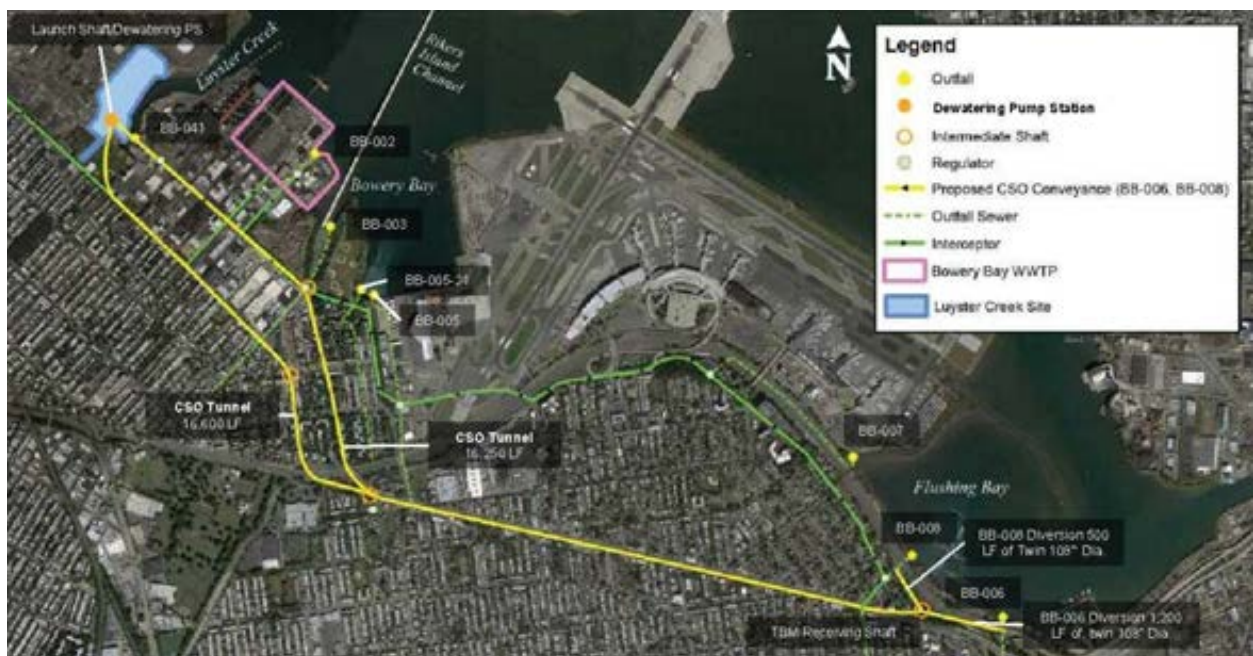 Launch Shaft/Dewatering PS
Luyster Creek
Rikers
Island
Channel
N
Legend
Outfall
Dewatering Pump Station
Intermediate Shaft
Regulator
Proposed CSO Conveyance (BB-006, BB-008)
Outfall Sewer
Interceptor
Bowery Bay WWTP
Luyster Creek Site
BB-041
BB-002
Bowery Bay
BB-003
BB-005-24
BB-005
CSO Tunnel
16,600 LF
CSO Tunnel
16,250 LF
BB-007
Flushing Bay
BB-008
BB-008 Diversion 500
LF of Twin 108" Dia.
BB-006
TBM Receiving Shaft
BB-006 Diversion 1,200
LF of twin 108" Dia.